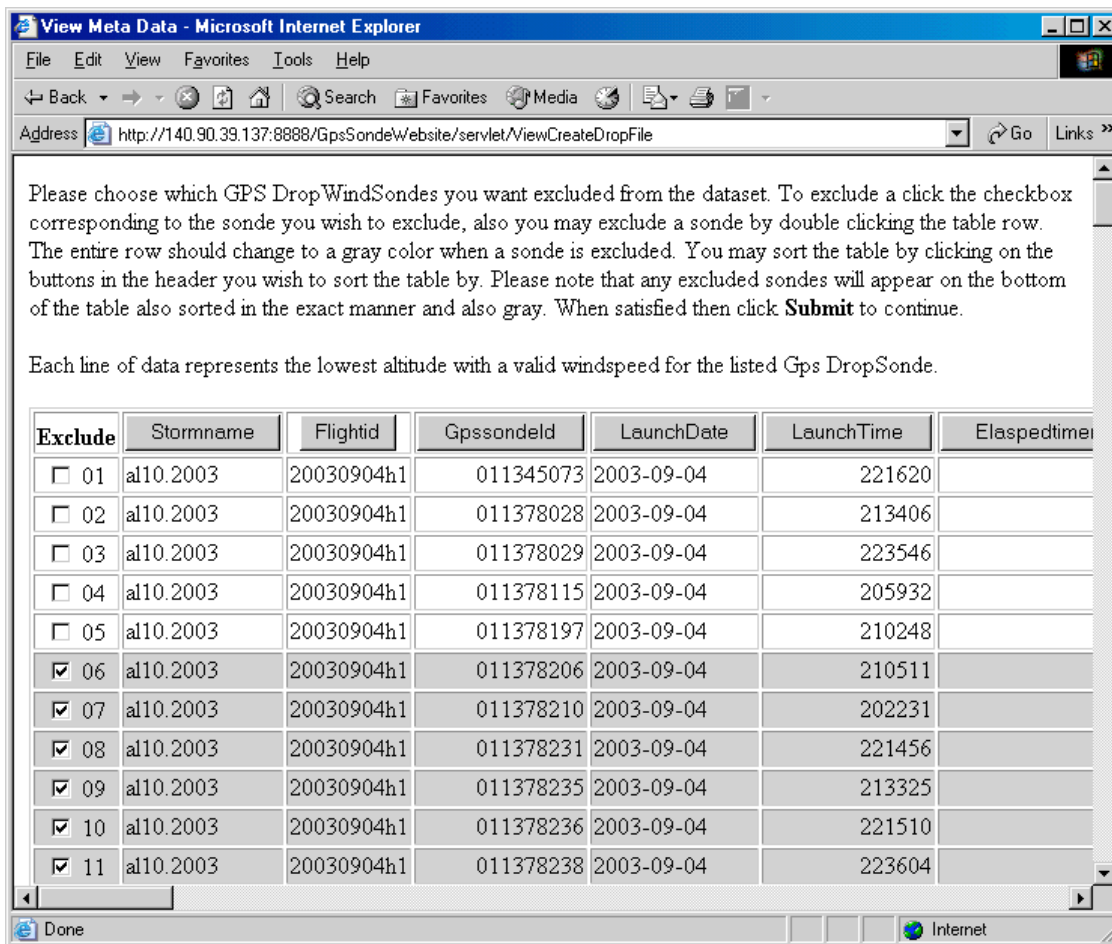 View Meta Data - Microsoft Internet Explorer
File Edit View Favorites Tools Help
Back Search Favorites Media
Address http://140.90.39.137:8888/GpsSondeWebsite/servlet/ViewCreateDropFile Go Links »
Please choose which GPS DropWindSondes you want excluded from the dataset. To exclude a click the checkbox
corresponding to the sonde you wish to exclude, also you may exclude a sonde by double clicking the table row.
The entire row should change to a gray color when a sonde is excluded. You may sort the table by clicking on the
buttons in the header you wish to sort the table by. Please note that any excluded sondes will appear on the bottom
of the table also sorted in the exact manner and also gray. When satisfied then click Submit to continue.
Each line of data represents the lowest altitude with a valid windspeed for the listed Gps DropSonde.
Exclude Stormname Flightid GpssondeId LaunchDate LaunchTime Elaspedtimer
01 al10.2003 20030904h1 011345073 2003-09-04 221620
02 al10.2003 20030904h1 011378028 2003-09-04 213406
03 al10.2003 20030904h1 011378029 2003-09-04 223546
04 al10.2003 20030904h1 011378115 2003-09-04 205932
05 al10.2003 20030904h1 011378197 2003-09-04 210248
06 al10.2003 20030904h1 011378206 2003-09-04 210511
07 al10.2003 20030904h1 011378210 2003-09-04 202231
08 al10.2003 20030904h1 011378231 2003-09-04 221456
09 al10.2003 20030904h1 011378235 2003-09-04 213325
10 al10.2003 20030904h1 011378236 2003-09-04 221510
11 al10.2003 20030904h1 011378238 2003-09-04 223604
Done Internet